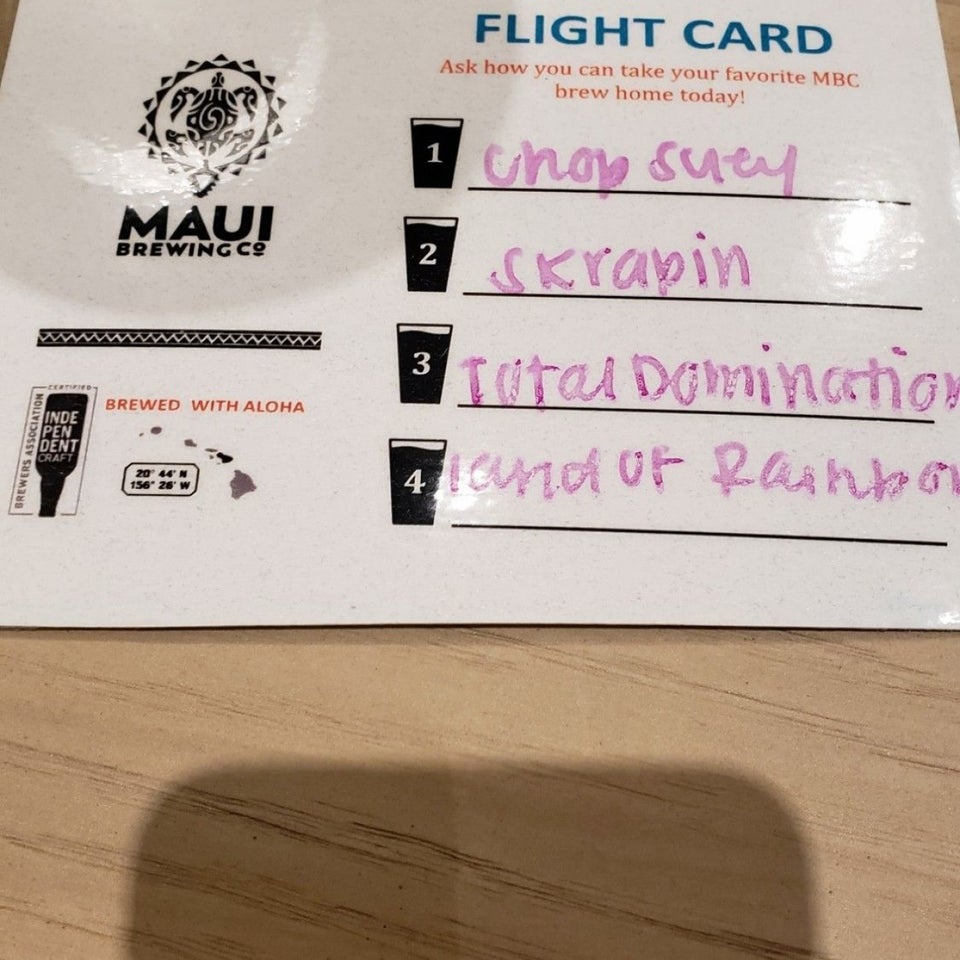 FLIGHT CARD
Ask how you can take your favorite MBC
brew home today!
1 Chop Suey
2 Skrapin
3 Total Domination
4 land of Rainbow
MAUI
BREWING CO
CERTIFIED
BREWERS ASSOCIATION
INDE
PEN
DENT
CRAFT
BREWED WITH ALOHA
20° 44' N
156° 26' W